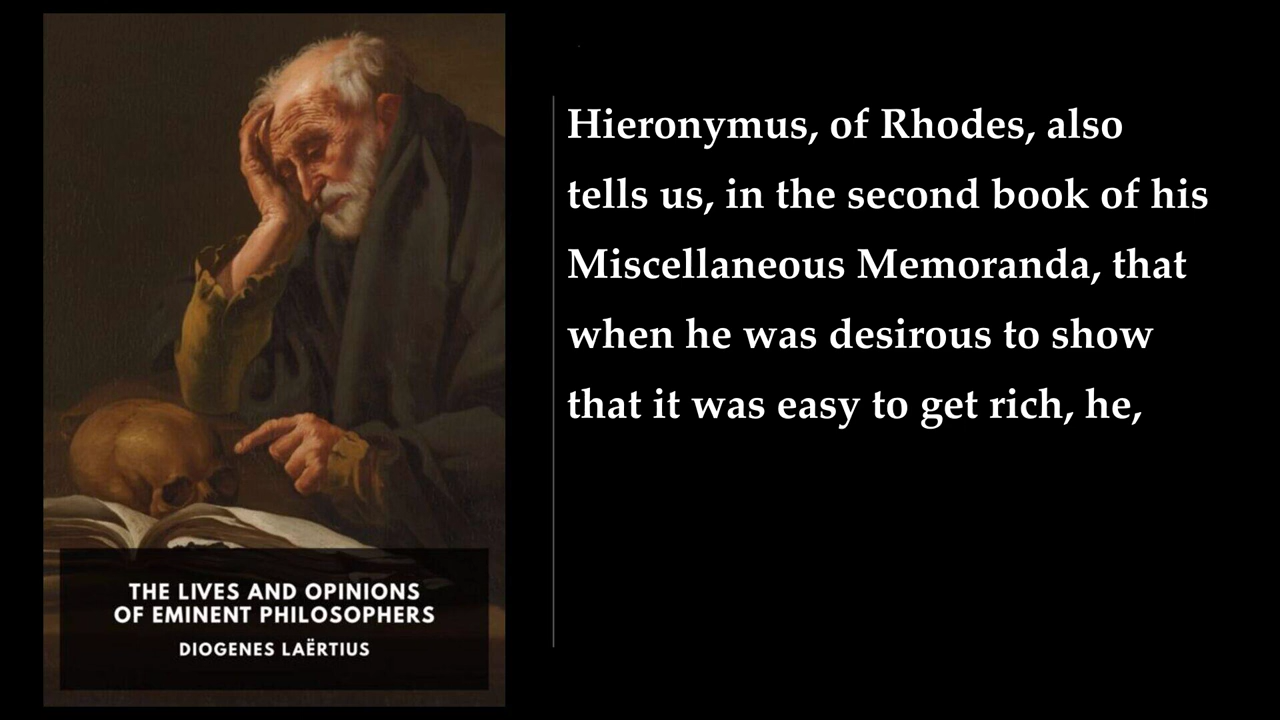 Hieronymus, of Rhodes, also
tells us, in the second book of his
Miscellaneous Memoranda, that
when he was desirous to show
that it was easy to get rich, he,
THE LIVES AND OPINIONS
OF EMINENT PHILOSOPHERS
DIOGENES LAËRTIUS